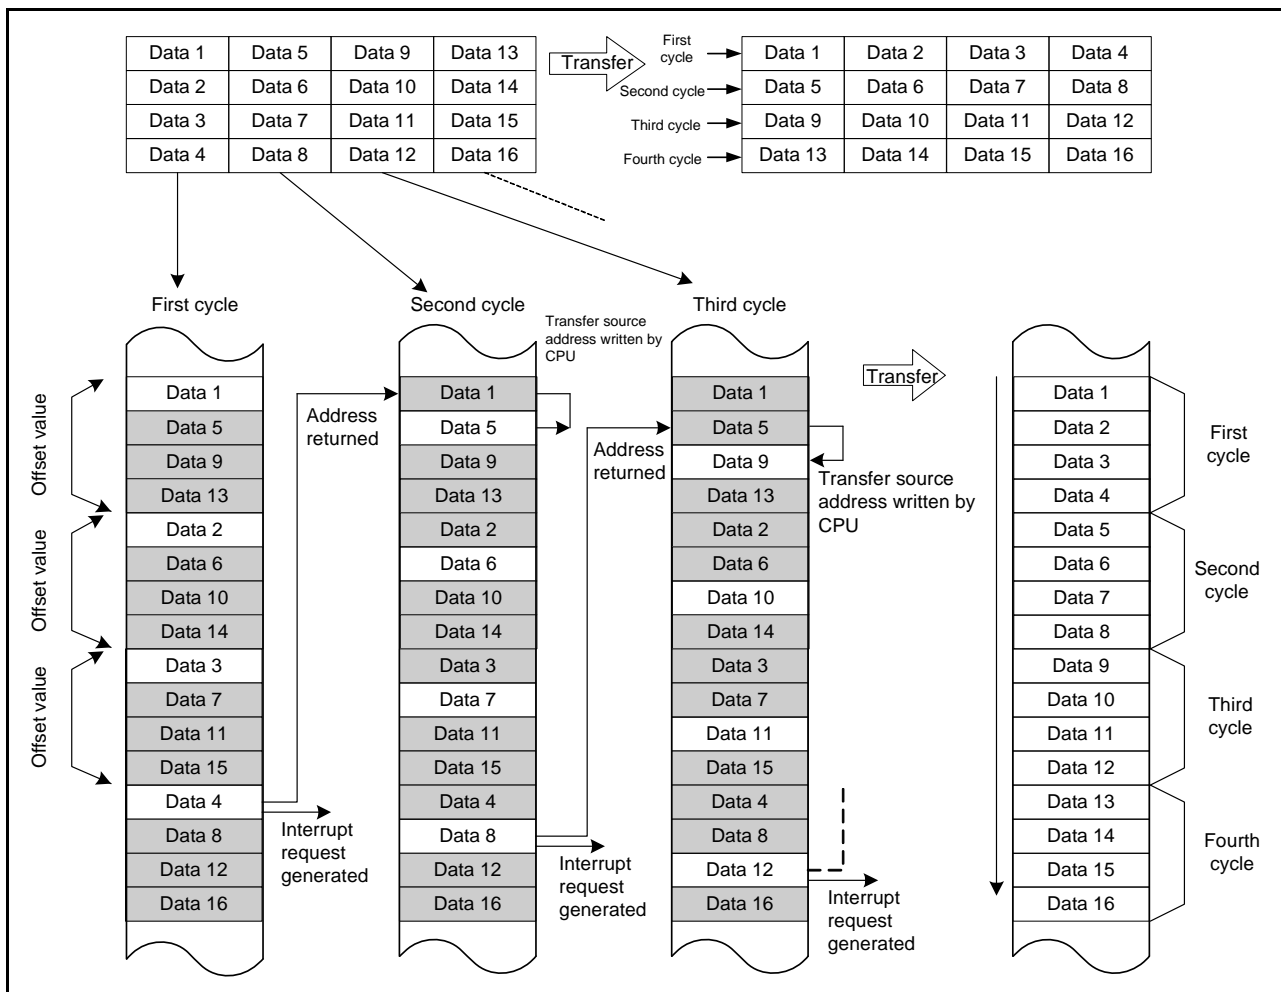 Data 1 Data 5 Data 9 Data 13
Data 2 Data 6 Data 10 Data 14
Data 3 Data 7 Data 11 Data 15
Data 4 Data 8 Data 12 Data 16
Transfer
First
cycle
Second cycle
Third cycle
Fourth cycle
Data 1 Data 2 Data 3 Data 4
Data 5 Data 6 Data 7 Data 8
Data 9 Data 10 Data 11 Data 12
Data 13 Data 14 Data 15 Data 16
First cycle
Offset value
Offset value
Offset value
Data 1
Data 5
Data 9
Data 13
Data 2
Data 6
Data 10
Data 14
Data 3
Data 7
Data 11
Data 15
Data 4
Data 8
Data 12
Data 16
Address
returned
Interrupt
request
generated
Second cycle
Transfer source
address written by
CPU
Data 1
Data 5
Data 9
Data 13
Data 2
Data 6
Data 10
Data 14
Data 3
Data 7
Data 11
Data 15
Data 4
Data 8
Data 12
Data 16
Address
returned
Interrupt
request
generated
Third cycle
Data 1
Data 5
Data 9
Data 13
Data 2
Data 6
Data 10
Data 14
Data 3
Data 7
Data 11
Data 15
Data 4
Data 8
Data 12
Data 16
Transfer source
address written by
CPU
Interrupt
request
generated
Transfer
Data 1
Data 2
Data 3
Data 4
Data 5
Data 6
Data 7
Data 8
Data 9
Data 10
Data 11
Data 12
Data 13
Data 14
Data 15
Data 16
First
cycle
Second
cycle
Third
cycle
Fourth
cycle